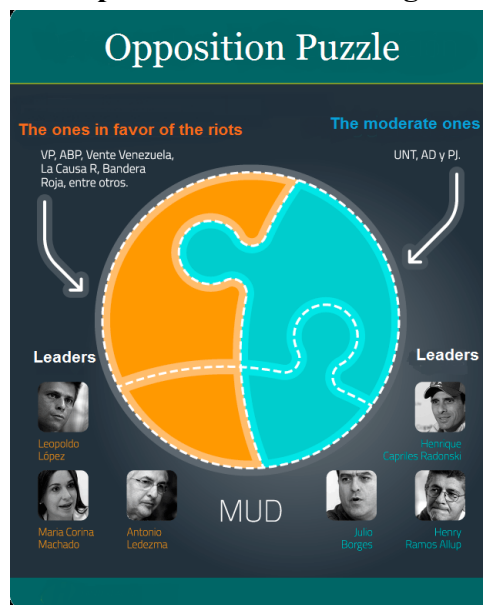 Opposition Puzzle
The ones in favor of the riots
The moderate ones
VP, ABP, Vente Venezuela,
La Causa R, Bandera
Roja, entre otros.
UNT, AD y PJ.
Leaders
Leaders
Leopoldo
López
Henrique
Capriles Radonski
Maria Corina
Machado
Antonio
Ledezma
MUD
Julio
Borges
Henry
Ramos Allup